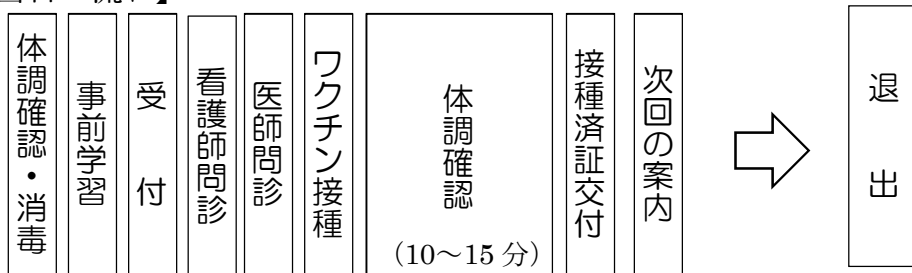 体調確認・消毒
事前学習
受付
看護師問診
医師問診
ワクチン接種
体調確認
（10～15 分）
接種済証交付
次回の案内
退出